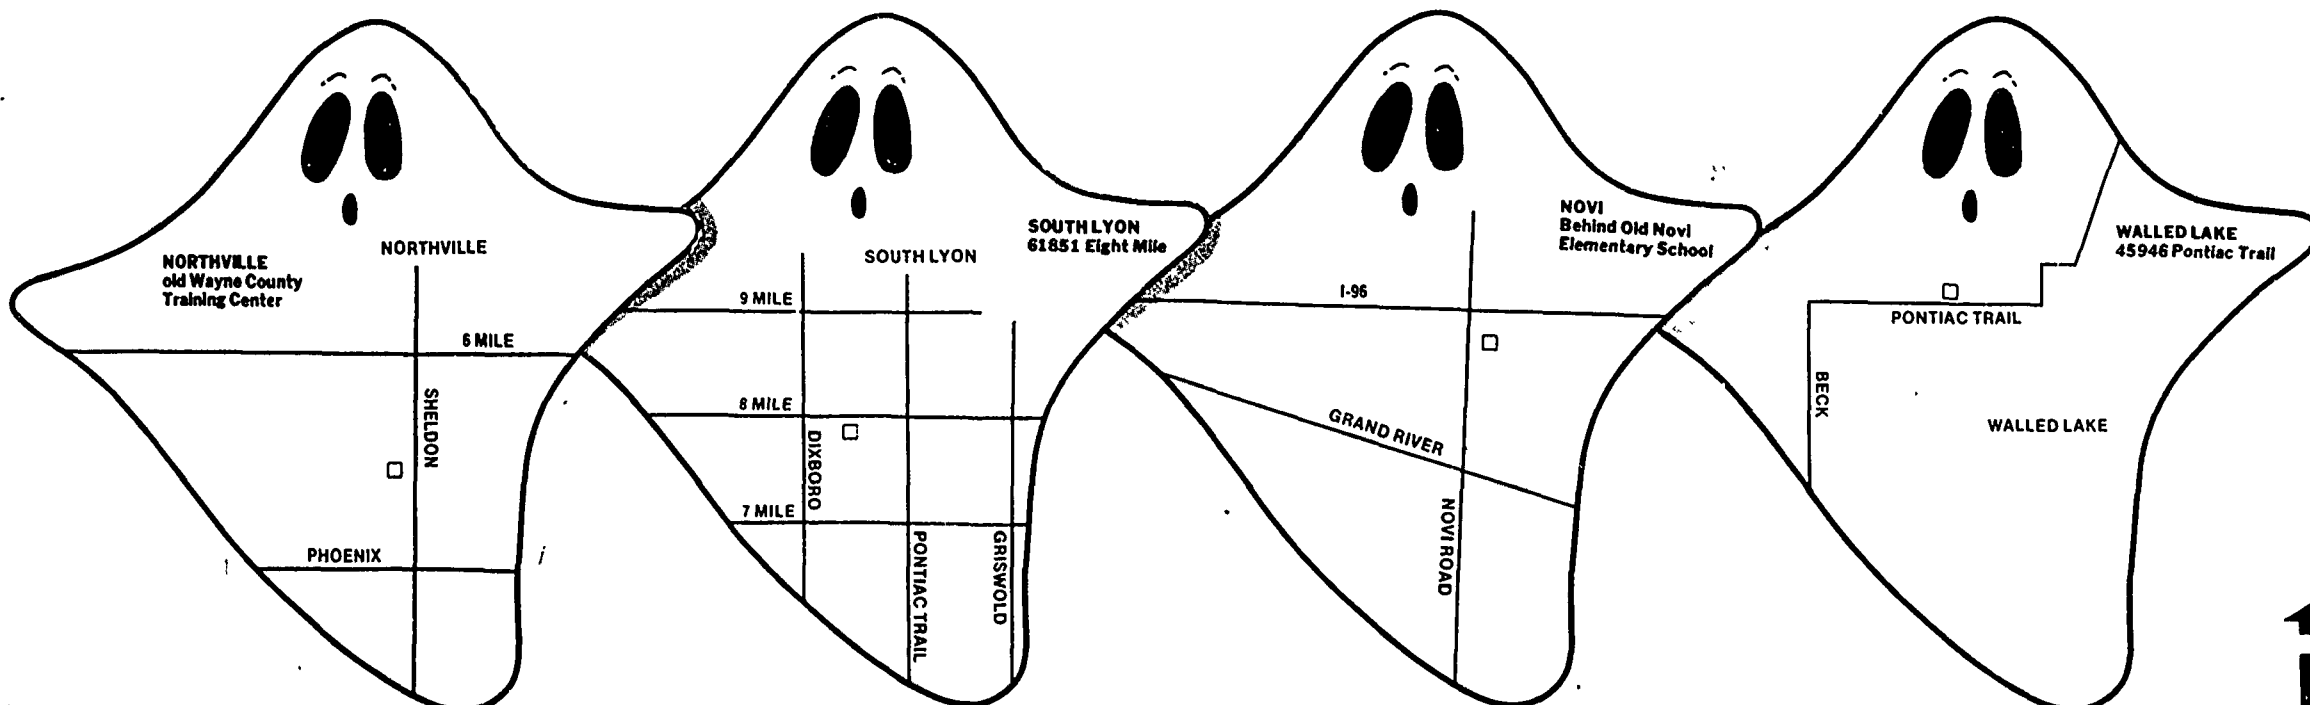 NORTHVILLE
old Wayne County
Training Center
NORTHVILLE
6 MILE
SHELDON
PHOENIX
SOUTH LYON
61851 Eight Mile
SOUTH LYON
9 MILE
8 MILE
DIXBORO
7 MILE
PONTIAC TRAIL
GRISWOLD
NOVI
Behind Old Novi
Elementary School
I-96
GRAND RIVER
NOVI ROAD
WALLED LAKE
45946 Pontiac Trail
PONTIAC TRAIL
BECK
WALLED LAKE